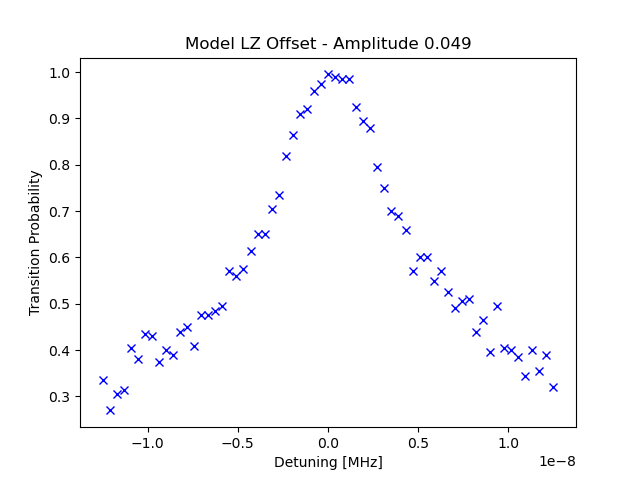 Model LZ Offset - Amplitude 0.049
Transition Probability
1.0
0.9
0.8
0.7
0.6
0.5
0.4
0.3
−1.0 −0.5 0.0 0.5 1.0
1e−8
Detuning [MHz]